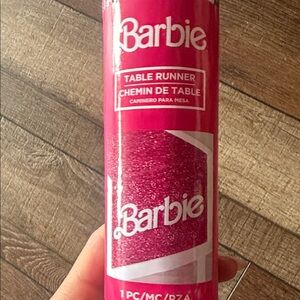 Barbie
TABLE RUNNER
CHEMIN DE TABLE
CAMINERO PARA MESA
Barbie
1 PC/MC/PZA